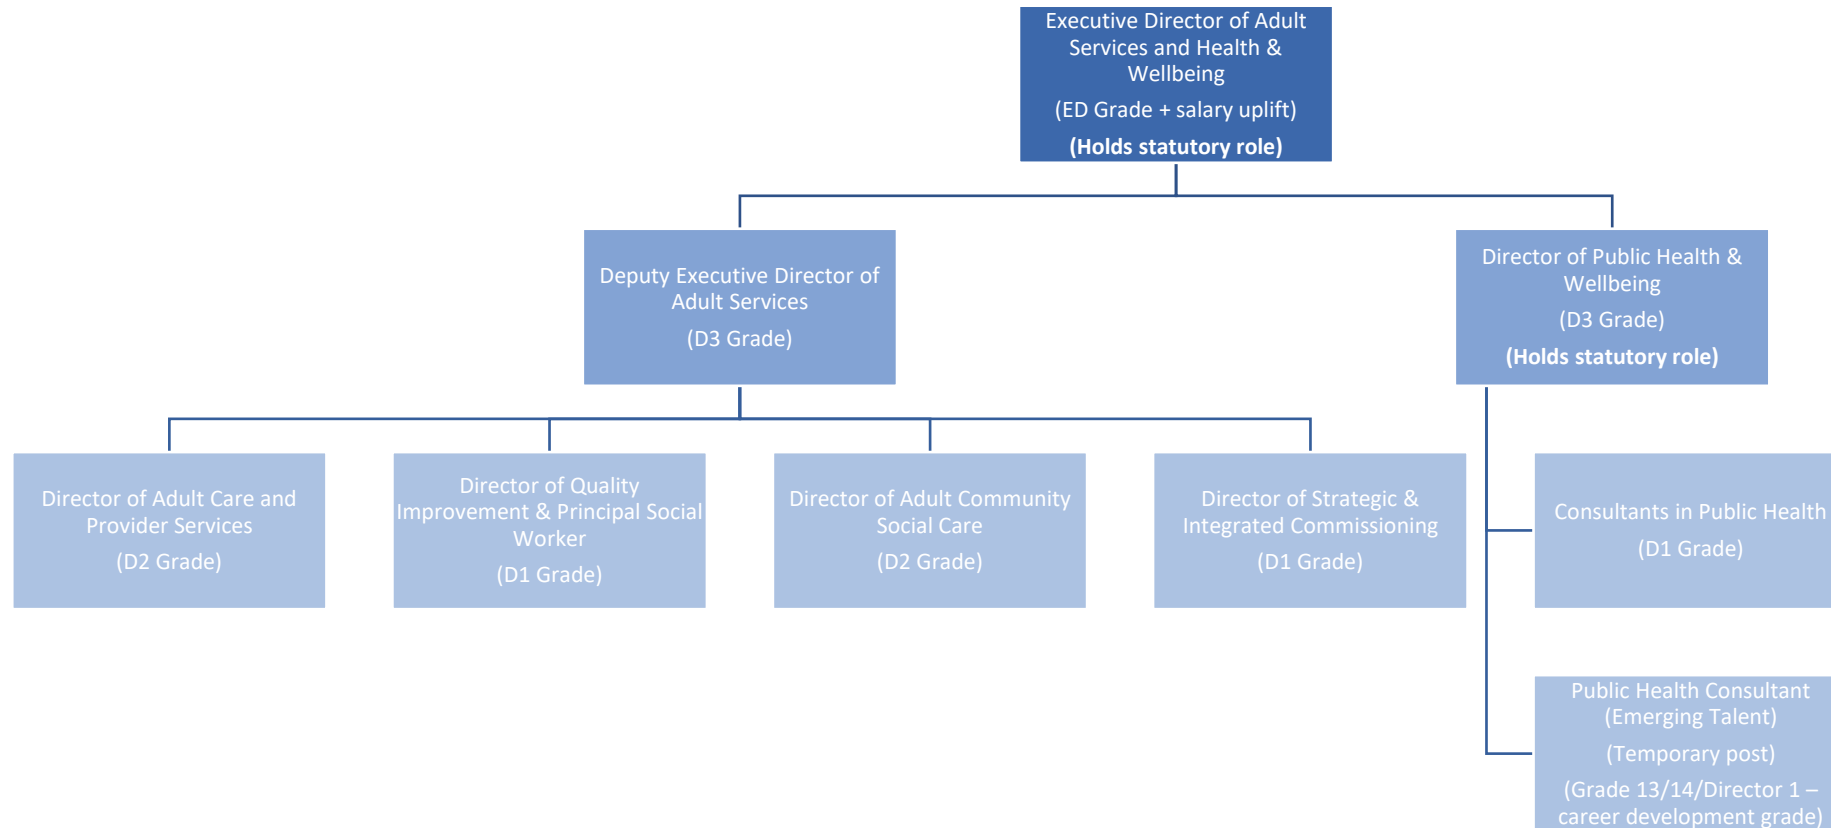 Executive Director of Adult
Services and Health &
Wellbeing
(ED Grade + salary uplift)
(Holds statutory role)
Deputy Executive Director of
Adult Services
(D3 Grade)
Director of Public Health &
Wellbeing
(D3 Grade)
(Holds statutory role)
Director of Adult Care and
Provider Services
(D2 Grade)
Director of Quality
Improvement & Principal Social
Worker
(D1 Grade)
Director of Adult Community
Social Care
(D2 Grade)
Director of Strategic &
Integrated Commissioning
(D1 Grade)
Consultants in Public Health
(D1 Grade)
Public Health Consultant
(Emerging Talent)
(Temporary post)
(Grade 13/14/Director 1 –
career development grade)